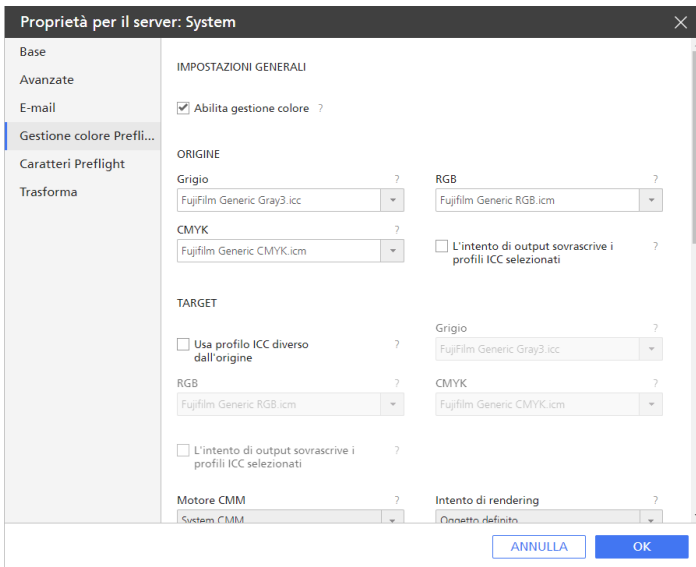 Proprietà per il server: System
Base
Avanzate
E-mail
Gestione colore Prefli...
Caratteri Preflight
Trasforma
IMPOSTAZIONI GENERALI
Abilita gestione colore ?
ORIGINE
Grigio ?
FujiFilm Generic Gray3.icc
RGB ?
Fujifilm Generic RGB.icm
CMYK ?
Fujifilm Generic CMYK.icm
L'intento di output sovrascrive i ?
profili ICC selezionati
TARGET
Usa profilo ICC diverso ?
dall'origine
Grigio ?
FujiFilm Generic Gray3.icc
RGB ?
Fujifilm Generic RGB.icm
CMYK ?
Fujifilm Generic CMYK.icm
L'intento di output sovrascrive i ?
profili ICC selezionati
Motore CMM ?
System CMM
Intento di rendering ?
Oggetto definito
ANNULLA
OK